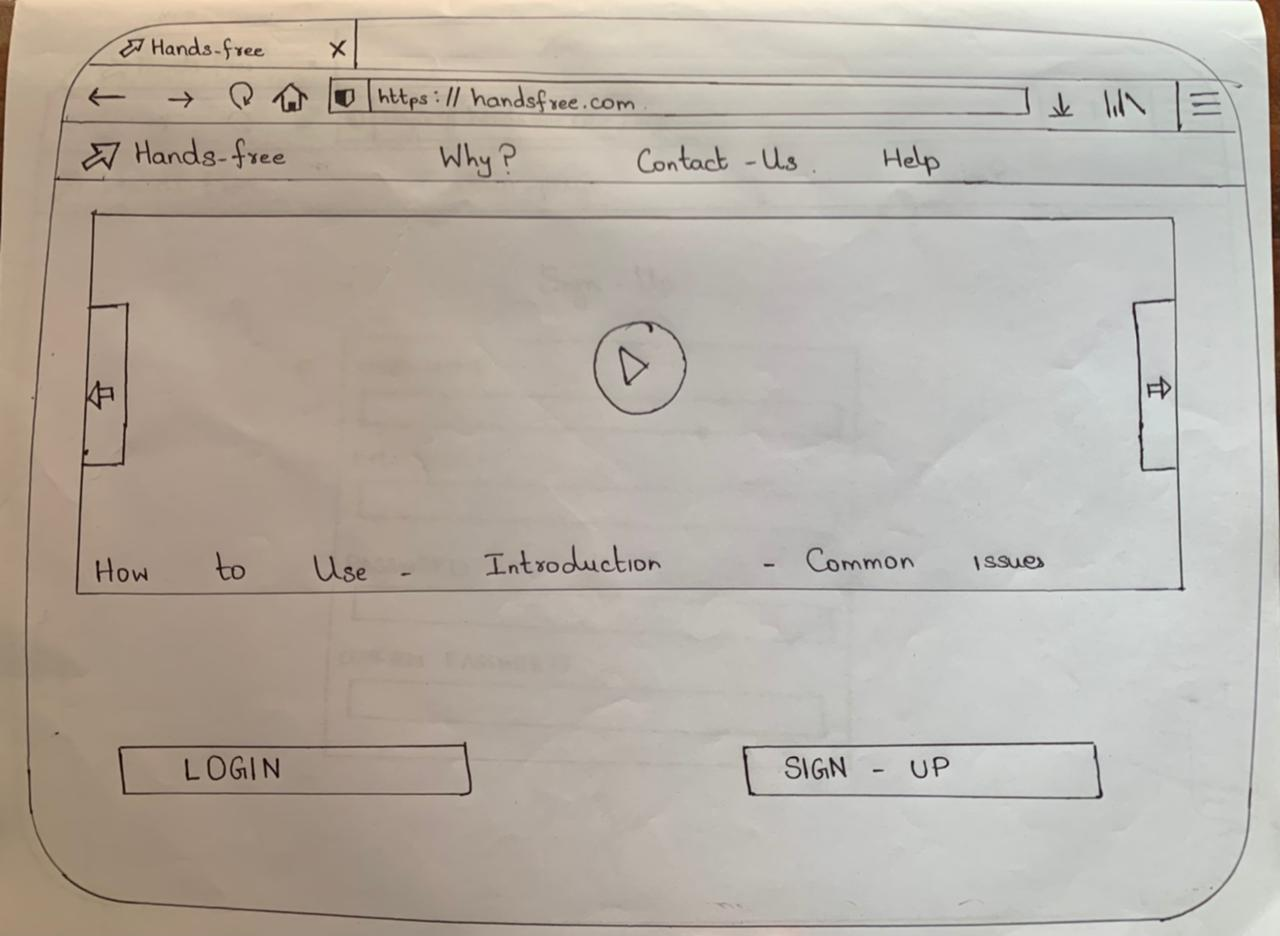 Hands-free X
https://handsfree.com
Hands-free Why? Contact-Us. Help
How to Use - Introduction - Common issues
LOGIN SIGN - UP